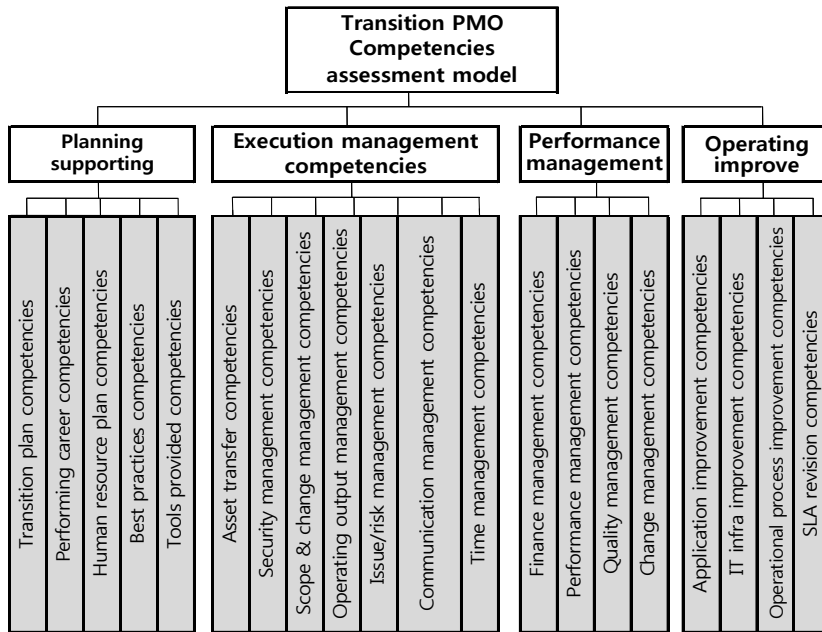 Transition PMO
Competencies
assessment model
Planning
supporting
Execution management
competencies
Performance
management
Operating
improve
Transition plan competencies
Performing career competencies
Human resource plan competencies
Best practices competencies
Tools provided competencies
Asset transfer competencies
Security management competencies
Scope & change management competencies
Operating output management competencies
Issue/risk management competencies
Communication management competencies
Time management competencies
Finance management competencies
Performance management competencies
Quality management competencies
Change management competencies
Application improvement competencies
IT infra improvement competencies
Operational process improvement competencies
SLA revision competencies